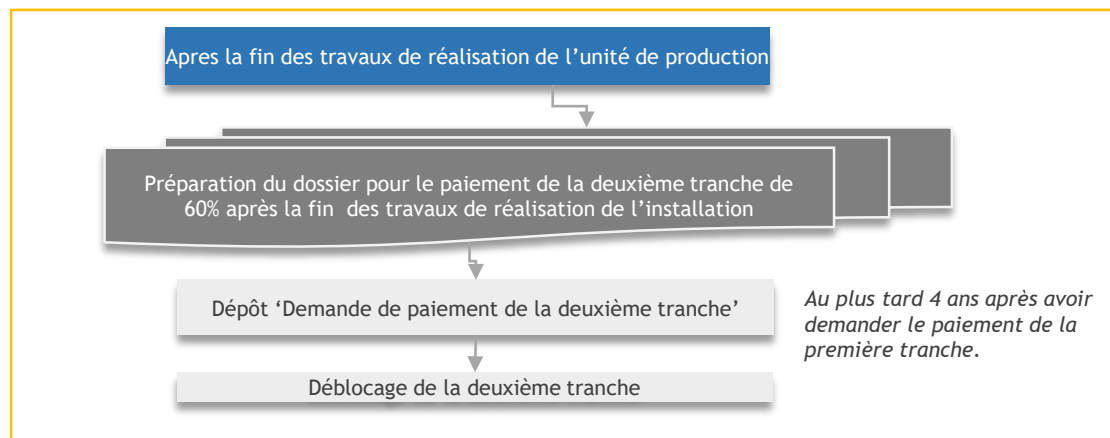 Apres la fin des travaux de réalisation de l’unité de production
Préparation du dossier pour le paiement de la deuxième tranche de
60% après la fin  des travaux de réalisation de l’installation
Dépôt ‘Demande de paiement de la deuxième tranche’
Au plus tard 4 ans après avoir
demander le paiement de la
première tranche.
Déblocage de la deuxième tranche